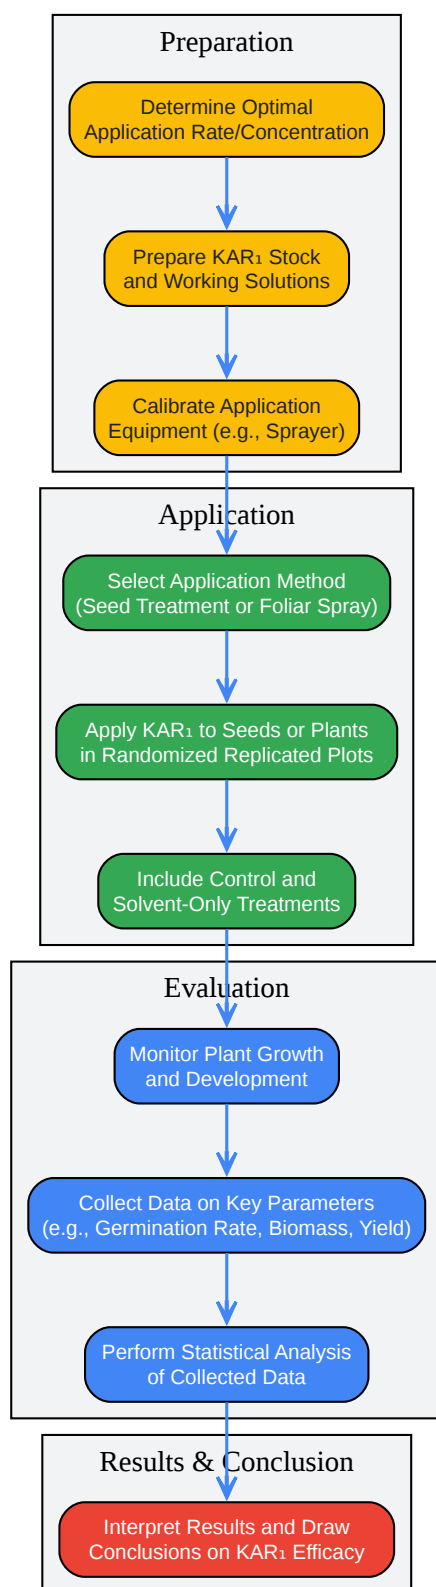 Preparation
Determine Optimal
Application Rate/Concentration
Prepare KAR₁ Stock
and Working Solutions
Calibrate Application
Equipment (e.g., Sprayer)
Application
Select Application Method
(Seed Treatment or Foliar Spray)
Apply KAR₁ to Seeds or Plants
in Randomized Replicated Plots
Include Control and
Solvent-Only Treatments
Evaluation
Monitor Plant Growth
and Development
Collect Data on Key Parameters
(e.g., Germination Rate, Biomass, Yield)
Perform Statistical Analysis
of Collected Data
Results & Conclusion
Interpret Results and Draw
Conclusions on KAR₁ Efficacy